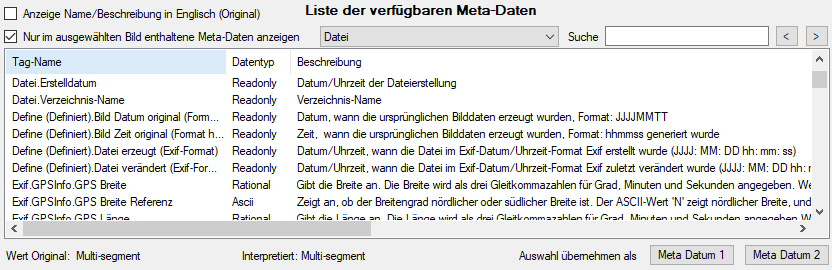 Anzeige Name/Beschreibung in Englisch (Original)
Liste der verfügbaren Meta-Daten
Nur im ausgewählten Bild enthaltene Meta-Daten anzeigen
Datei
Suche
<
>
Tag-Name Datentyp Beschreibung
Datei.Erstelldatum Readonly Datum/Uhrzeit der Dateierstellung
Datei.Verzeichnis-Name Readonly Verzeichnis-Name
Define (Definiert).Bild Datum original (Form... Readonly Datum, wann die ursprünglichen Bilddaten erzeugt wurden, Format: JJJJMMTT
Define (Definiert).Bild Zeit original (Format h... Readonly Zeit, wann die ursprünglichen Bilddaten erzeugt wurden, Format: hhmmss generiert wurde
Define (Definiert).Datei erzeugt (Exif-Format) Readonly Datum/Uhrzeit, wann die Datei im Exif-Datum/Uhrzeit-Format Exif erstellt wurde (JJJJ: MM: DD hh: mm: ss)
Define (Definiert).Datei verändert (Exif-For... Readonly Datum/Uhrzeit, wann die Datei im Exif-Datum/Uhrzeit-Format Exif zuletzt verändert wurde (JJJJ: MM: DD hh:
Exif.GPSInfo.GPS Breite Rational Gibt die Breite an. Die Breite wird als drei Gleitkommazahlen für Grad, Minuten und Sekunden angegeben. We
Exif.GPSInfo.GPS Breite Referenz Ascii Zeigt an, ob der Breitengrad nördlicher oder südlicher Breite ist. Der ASCII-Wert 'N' zeigt nördliche Breite, und
Exif.GPSInfo.GPS Länge Rational Gibt die Länge an. Die Länge wird als drei Gleitkommazahlen für Grad, Minuten und Sekunden angegeben. W
Wert Original: Multi-segment
Interpretiert: Multi-segment
Auswahl übernehmen als
Meta Datum 1
Meta Datum 2